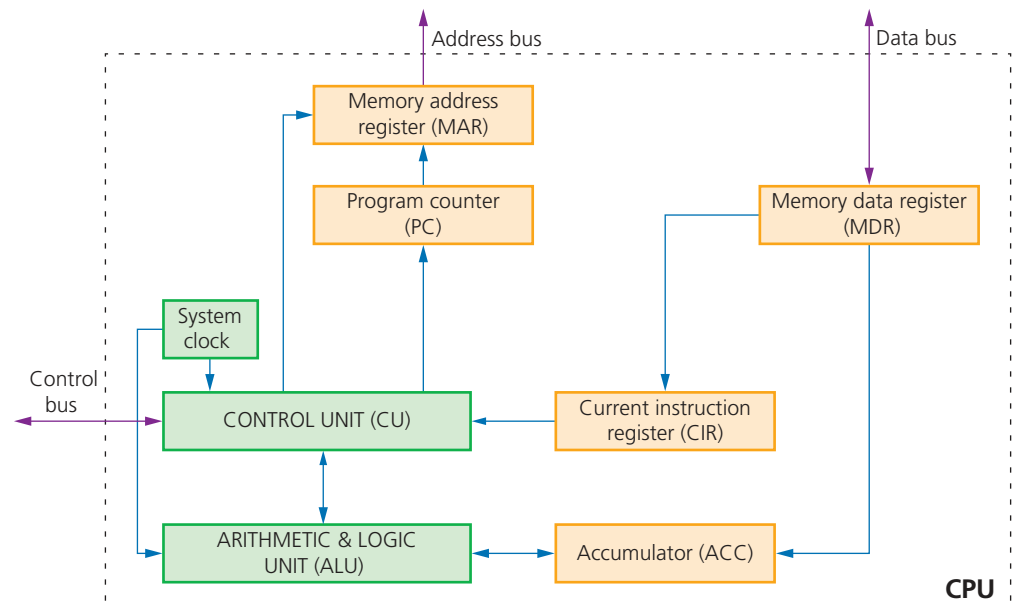 Address bus
Data bus
Memory address
register (MAR)
Program counter
(PC)
Memory data register
(MDR)
System
clock
Control
bus
CONTROL UNIT (CU)
Current instruction
register (CIR)
ARITHMETIC & LOGIC
UNIT (ALU)
Accumulator (ACC)
CPU